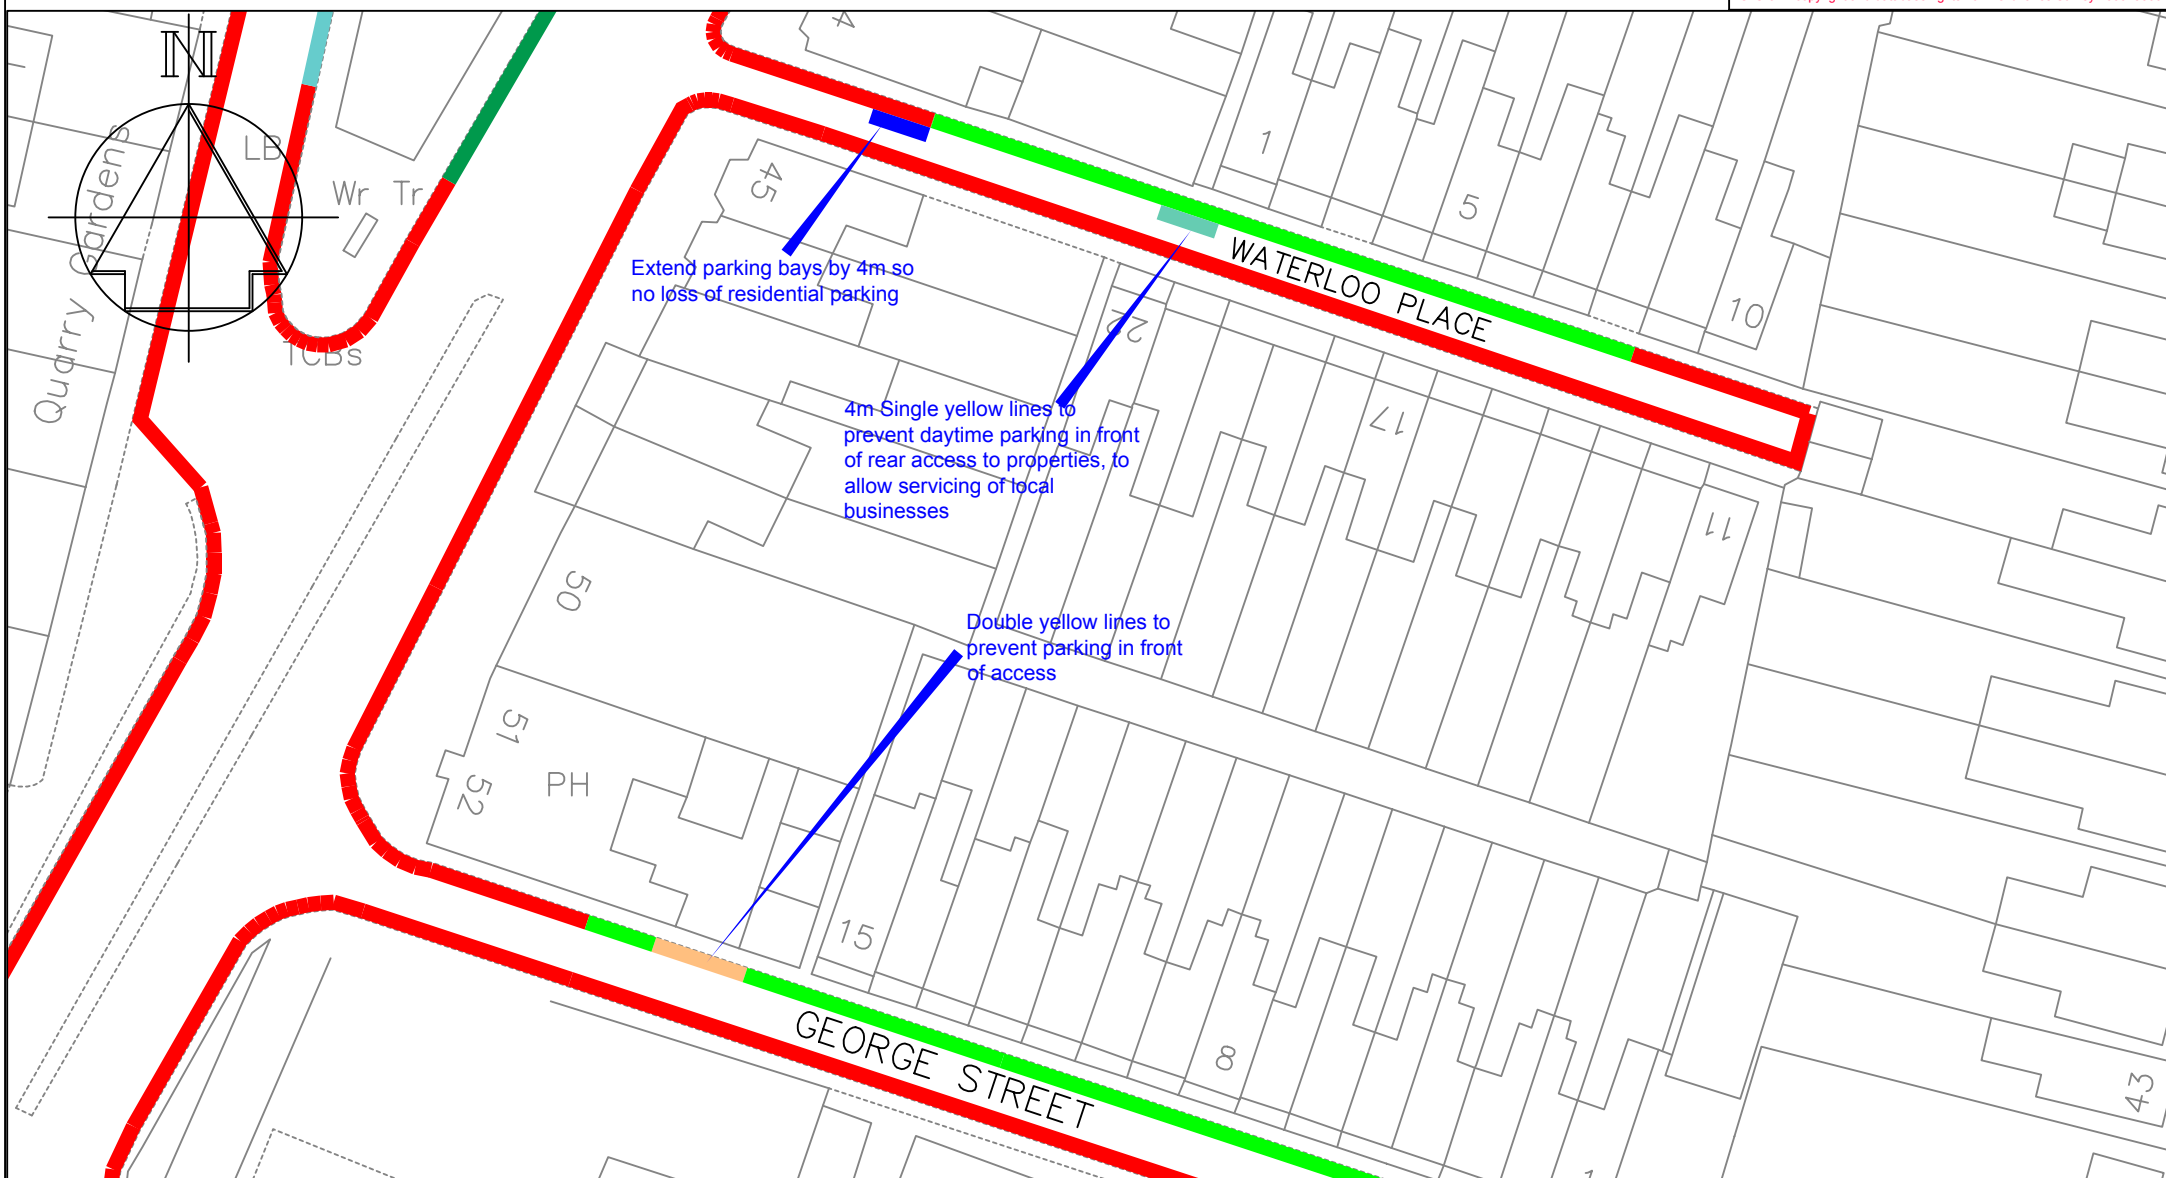 N
4
LB
Wr Tr
Quarry Gardens
TCBs
45
1
5
10
WATERLOO PLACE
Extend parking bays by 4m so
no loss of residential parking
22
17
11
4m Single yellow lines to
prevent daytime parking in front
of rear access to properties, to
allow servicing of local
businesses
50
Double yellow lines to
prevent parking in front
of access
51
52
PH
15
8
GEORGE STREET
43
1